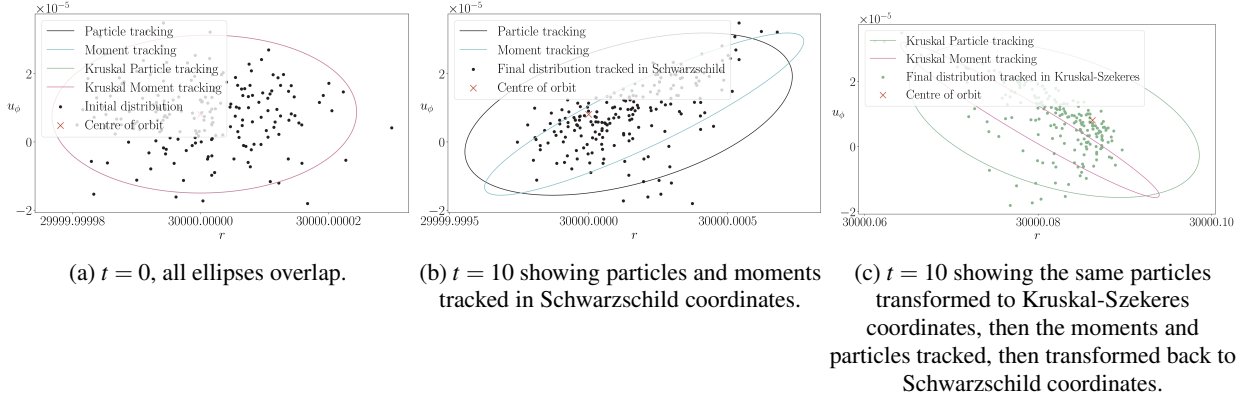 ×10⁻⁵
Particle tracking
Moment tracking
Kruskal Particle tracking
Kruskal Moment tracking
Initial distribution
Centre of orbit
2
0
−2
u_ϕ
29999.99998
30000.00000
30000.00002
r
(a) t = 0, all ellipses overlap.
×10⁻⁵
Particle tracking
Moment tracking
Final distribution tracked in Schwarzschild
Centre of orbit
2
0
−2
u_ϕ
29999.9995
30000.0000
30000.0005
r
(b) t = 10 showing particles and moments
tracked in Schwarzschild coordinates.
×10⁻⁵
Kruskal Particle tracking
Kruskal Moment tracking
Final distribution tracked in Kruskal-Szekeres
Centre of orbit
2
0
−2
u_ϕ
30000.06
30000.08
30000.10
r
(c) t = 10 showing the same particles
transformed to Kruskal-Szekeres
coordinates, then the moments and
particles tracked, then transformed back to
Schwarzschild coordinates.